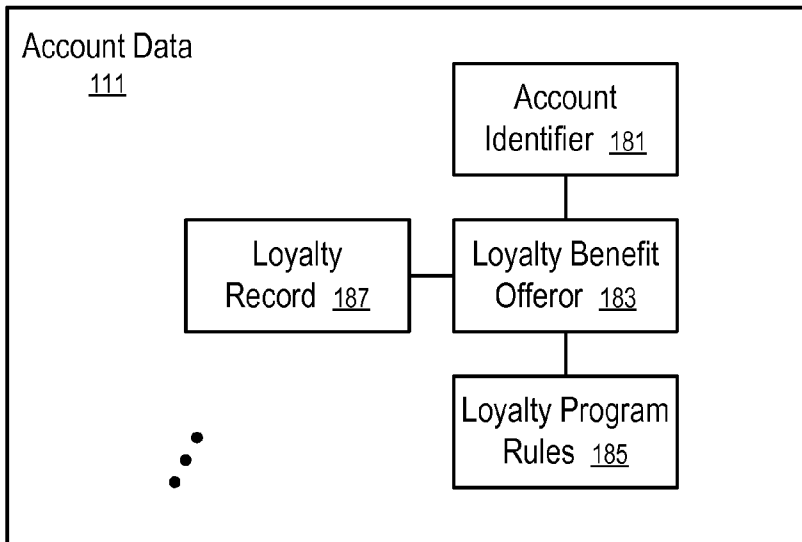 Account Data
111
Account
Identifier 181
Loyalty
Record 187
Loyalty Benefit
Offeror 183
Loyalty Program
Rules 185